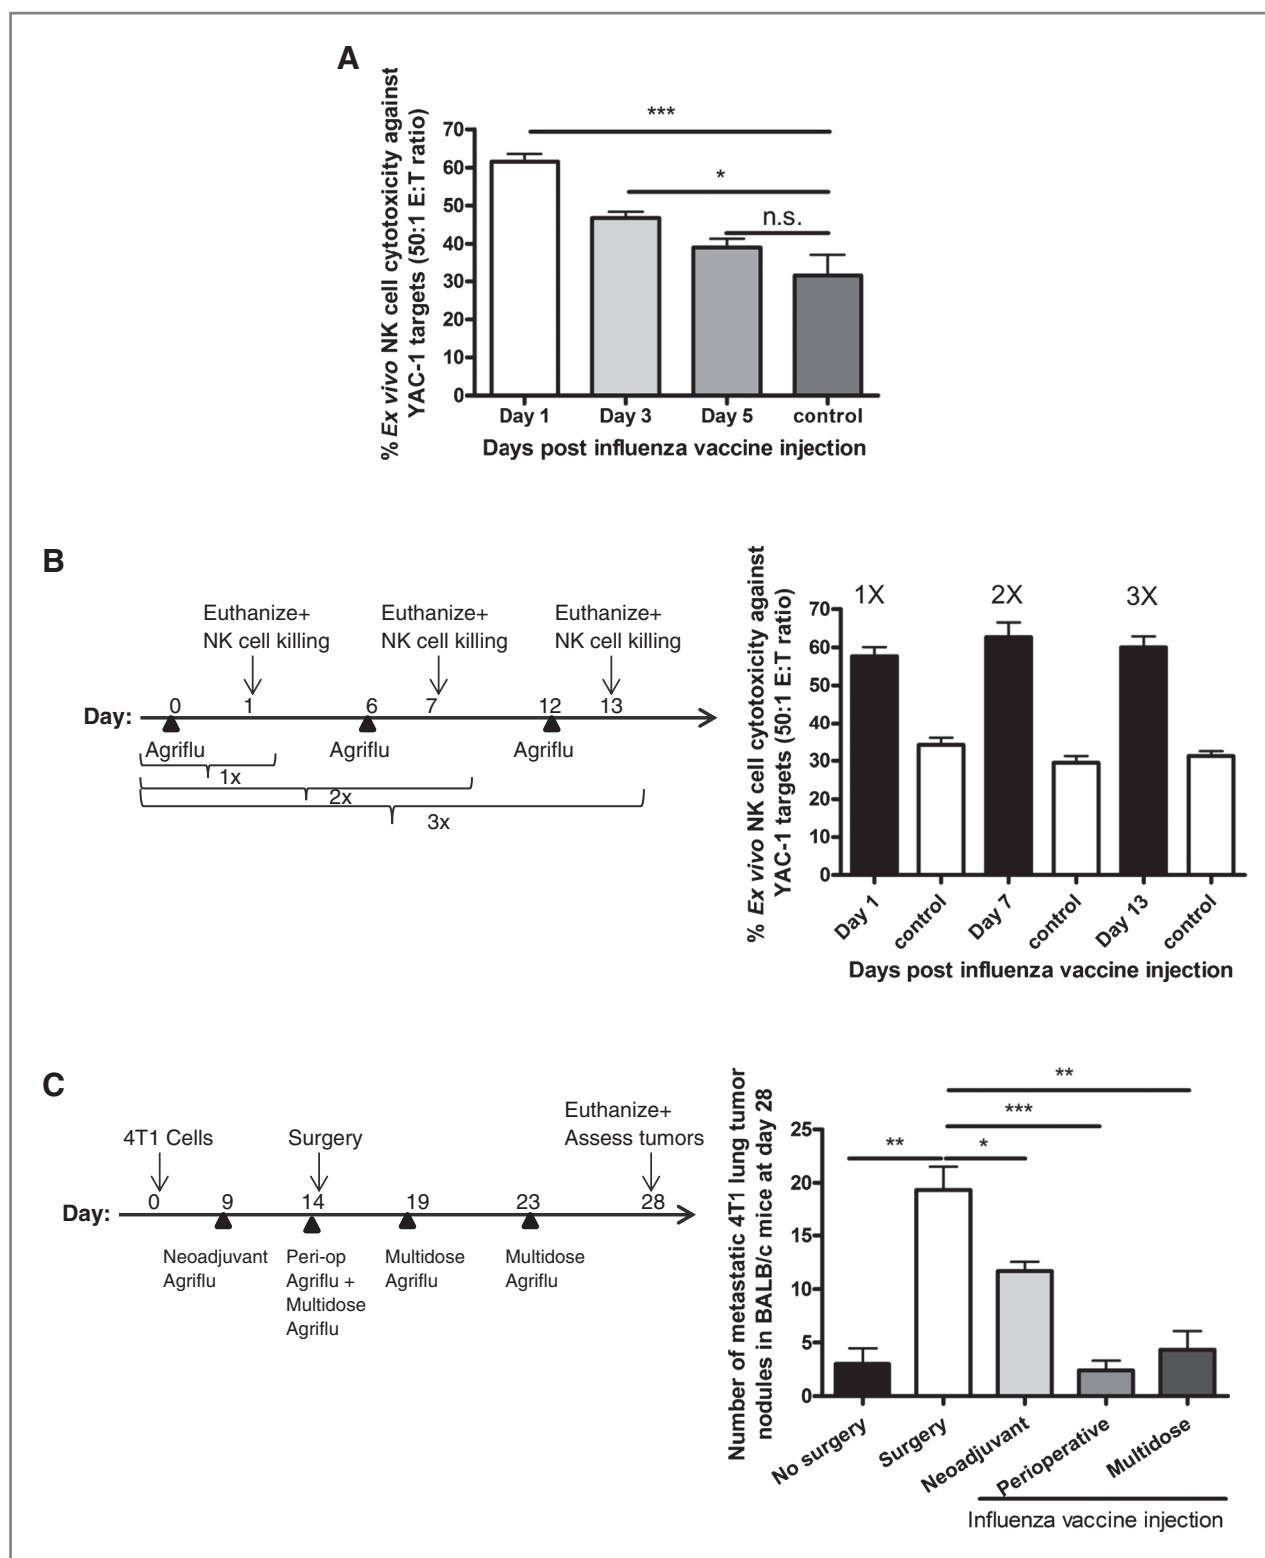 A
% Ex vivo NK cell cytotoxicity against
YAC-1 targets (50:1 E:T ratio)
70
60
50
40
30
20
10
0
***
*
n.s.
Day 1 Day 3 Day 5 control
Days post influenza vaccine injection
B
Euthanize+ Euthanize+ Euthanize+
NK cell killing NK cell killing NK cell killing
Day: 0 1 6 7 12 13
Agriflu Agriflu Agriflu
1x
2x
3x
% Ex vivo NK cell cytotoxicity against
YAC-1 targets (50:1 E:T ratio)
1X 2X 3X
70
60
50
40
30
20
10
0
Day 1 control Day 7 control Day 13 control
Days post influenza vaccine injection
C
Euthanize+
4T1 Cells Surgery Assess tumors
Day: 0 9 14 19 23 28
Neoadjuvant Peri-op Multidose Multidose
Agriflu Agriflu + Agriflu Agriflu
Multidose
Agriflu
Number of metastatic 4T1 lung tumor
nodules in BALB/c mice at day 28
**
***
** *
25
20
15
10
5
0
No surgery Surgery Neoadjuvant Perioperative Multidose
Influenza vaccine injection